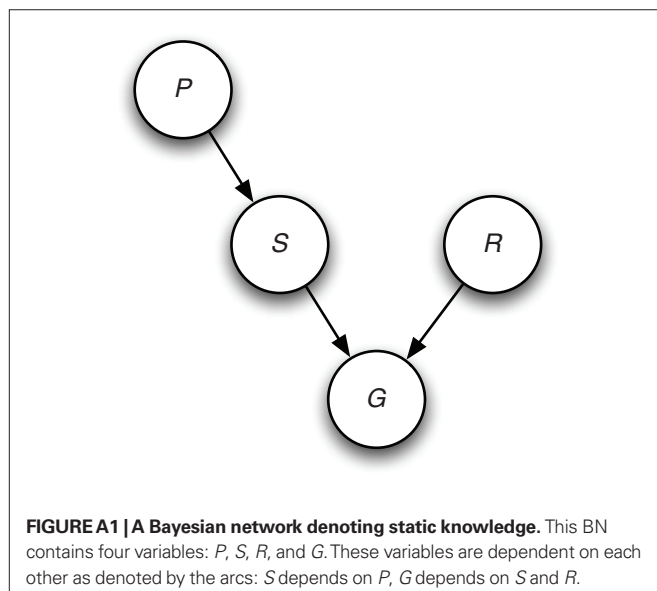 P
S
R
G
FIGURE A1 | A Bayesian network denoting static knowledge. This BN
contains four variables: P, S, R, and G. These variables are dependent on each
other as denoted by the arcs: S depends on P, G depends on S and R.